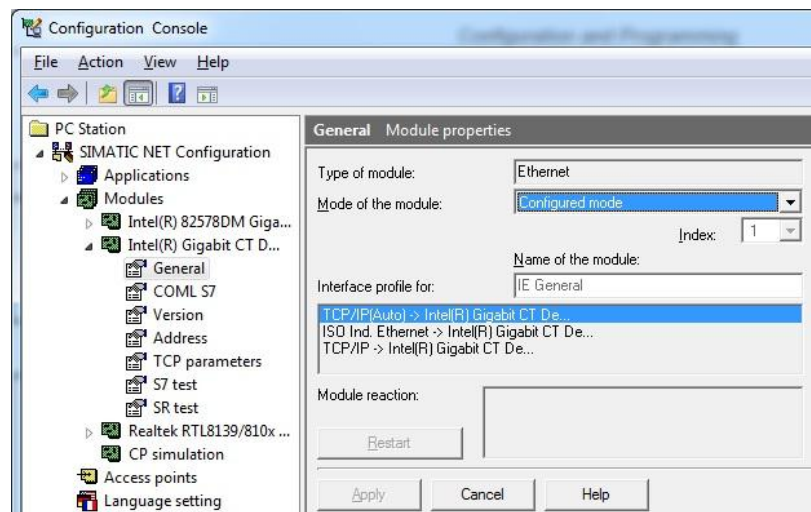 Configuration Console
Configuration and Programming
File Action View Help
PC Station
SIMATIC NET Configuration
Applications
Modules
Intel(R) 82578DM Giga...
Intel(R) Gigabit CT D...
General
COML S7
Version
Address
TCP parameters
S7 test
SR test
Realtek RTL8139/810x ...
CP simulation
Access points
Language setting
General Module properties
Type of module: Ethernet
Mode of the module: Configured mode
Index: 1
Name of the module:
Interface profile for: IE General
TCP/IP(Auto) -> Intel(R) Gigabit CT De...
ISO Ind. Ethernet -> Intel(R) Gigabit CT De...
TCP/IP -> Intel(R) Gigabit CT De...
Module reaction:
Restart
Apply Cancel Help